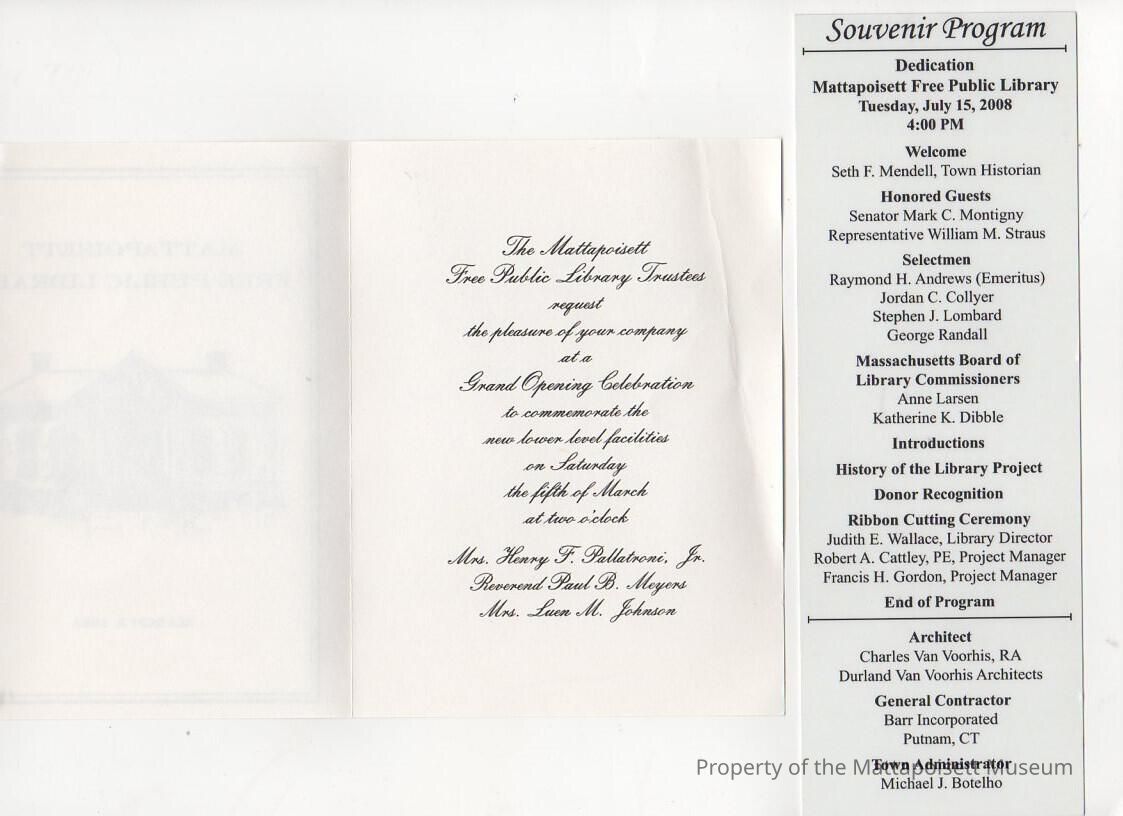 The Mattapoisett
Free Public Library Trustees
request
the pleasure of your company
at a
Grand Opening Celebration
to commemorate the
new lower level facilities
on Saturday
the fifth of March
at two o'clock
Mrs. Henry F. Pallatroni, Jr.
Reverend Paul B. Meyers
Mrs. Luen M. Johnson
Souvenir Program
Dedication
Mattapoisett Free Public Library
Tuesday, July 15, 2008
4:00 PM
Welcome
Seth F. Mendell, Town Historian
Honored Guests
Senator Mark C. Montigny
Representative William M. Straus
Selectmen
Raymond H. Andrews (Emeritus)
Jordan C. Collyer
Stephen J. Lombard
George Randall
Massachusetts Board of
Library Commissioners
Anne Larsen
Katherine K. Dibble
Introductions
History of the Library Project
Donor Recognition
Ribbon Cutting Ceremony
Judith E. Wallace, Library Director
Robert A. Cattley, PE, Project Manager
Francis H. Gordon, Project Manager
End of Program
Architect
Charles Van Voorhis, RA
Durland Van Voorhis Architects
General Contractor
Barr Incorporated
Putnam, CT
Town Administrator
Michael J. Botelho
Property of the Mattapoisett Museum
MATTAPOISETT
FREE PUBLIC